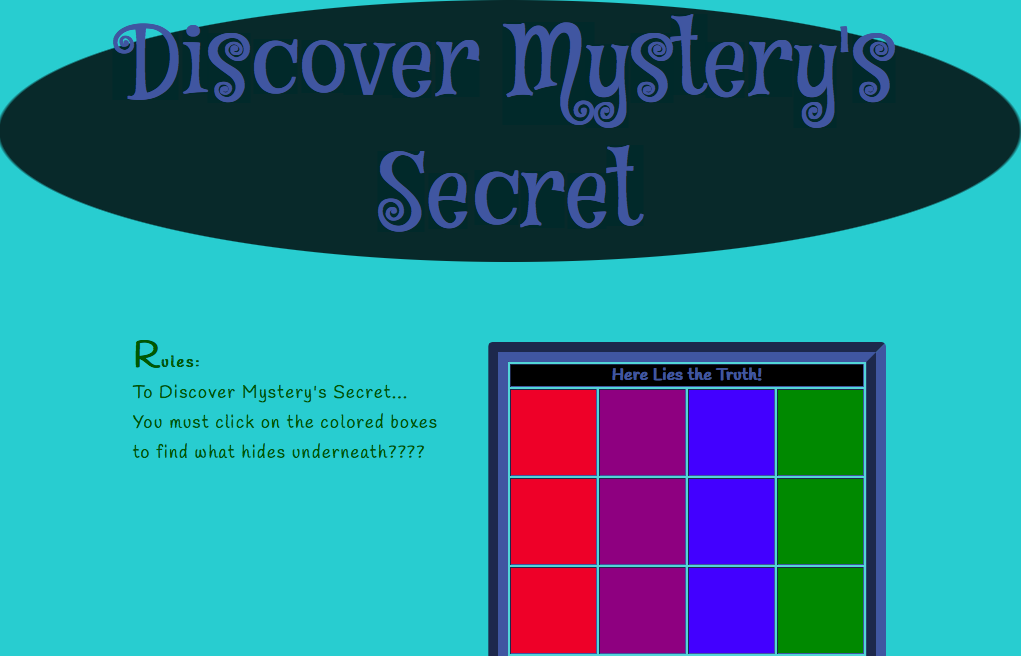 Discover Mystery's
Secret
Rules:
To Discover Mystery's Secret...
You must click on the colored boxes
to find what hides underneath????
Here Lies the Truth!